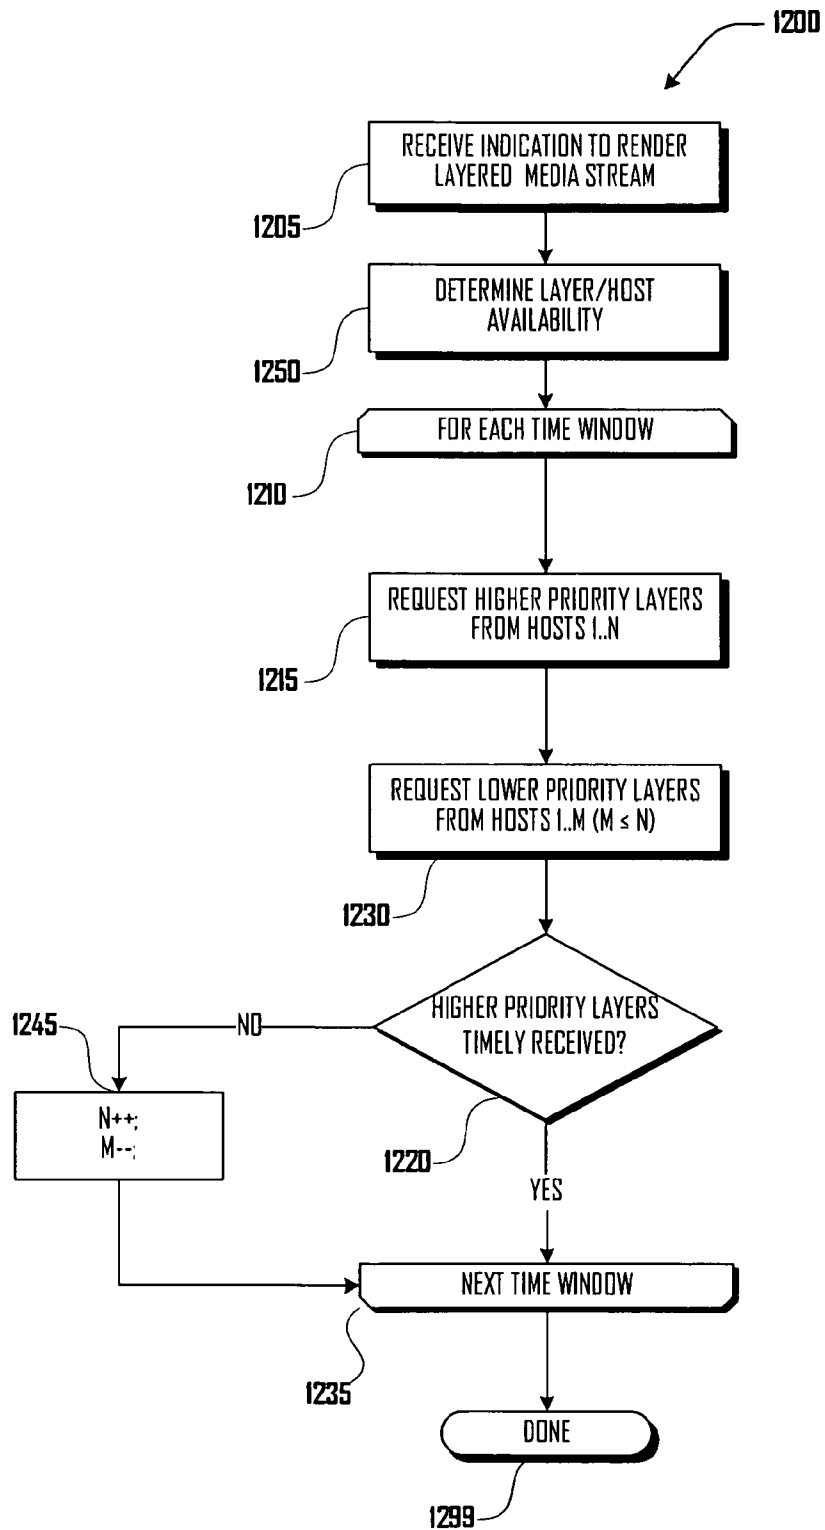 1200
RECEIVE INDICATION TO RENDER
LAYERED MEDIA STREAM
1205
DETERMINE LAYER/HOST
AVAILABILITY
1250
FOR EACH TIME WINDOW
1210
REQUEST HIGHER PRIORITY LAYERS
FROM HOSTS 1..N
1215
REQUEST LOWER PRIORITY LAYERS
FROM HOSTS 1..M (M ≤ N)
1230
HIGHER PRIORITY LAYERS
TIMELY RECEIVED?
NO
1245
N++;
M--;
1220
YES
NEXT TIME WINDOW
1235
DONE
1299